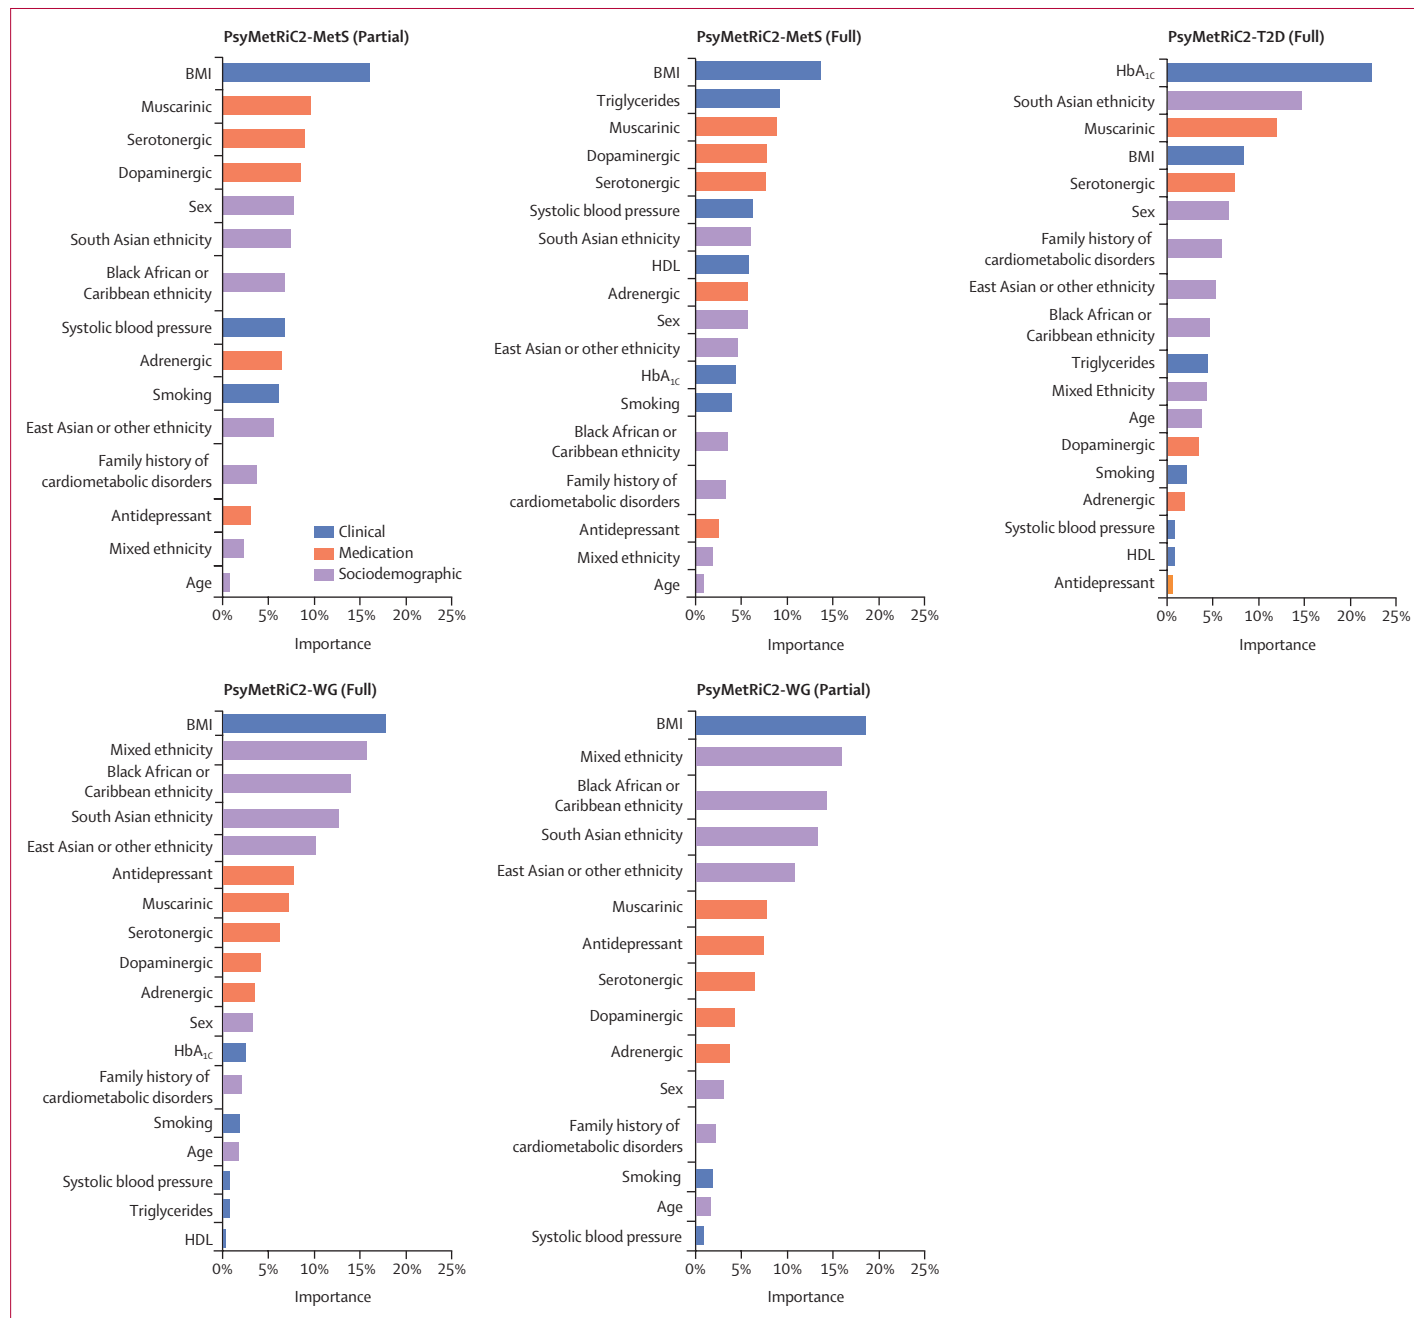 PsyMetRiC2-MetS (Partial)
BMI
Muscarinic
Serotonergic
Dopaminergic
Sex
South Asian ethnicity
Black African or
Caribbean ethnicity
Systolic blood pressure
Adrenergic
Smoking
East Asian or other ethnicity
Family history of
cardiometabolic disorders
Antidepressant
Mixed ethnicity
Age
Clinical
Medication
Sociodemographic
0% 5% 10% 15% 20% 25%
Importance
PsyMetRiC2-MetS (Full)
BMI
Triglycerides
Muscarinic
Dopaminergic
Serotonergic
Systolic blood pressure
South Asian ethnicity
HDL
Adrenergic
Sex
East Asian or other ethnicity
HbA1C
Smoking
Black African or
Caribbean ethnicity
Family history of
cardiometabolic disorders
Antidepressant
Mixed ethnicity
Age
0% 5% 10% 15% 20% 25%
Importance
PsyMetRiC2-T2D (Full)
HbA1C
South Asian ethnicity
Muscarinic
BMI
Serotonergic
Sex
Family history of
cardiometabolic disorders
East Asian or other ethnicity
Black African or
Caribbean ethnicity
Triglycerides
Mixed Ethnicity
Age
Dopaminergic
Smoking
Adrenergic
Systolic blood pressure
HDL
Antidepressant
0% 5% 10% 15% 20% 25%
Importance
PsyMetRiC2-WG (Full)
BMI
Mixed ethnicity
Black African or
Caribbean ethnicity
South Asian ethnicity
East Asian or other ethnicity
Antidepressant
Muscarinic
Serotonergic
Dopaminergic
Adrenergic
Sex
HbA1C
Family history of
cardiometabolic disorders
Smoking
Age
Systolic blood pressure
Triglycerides
HDL
0% 5% 10% 15% 20% 25%
Importance
PsyMetRiC2-WG (Partial)
BMI
Mixed ethnicity
Black African or
Caribbean ethnicity
South Asian ethnicity
East Asian or other ethnicity
Muscarinic
Antidepressant
Serotonergic
Dopaminergic
Adrenergic
Sex
Family history of
cardiometabolic disorders
Smoking
Age
Systolic blood pressure
0% 5% 10% 15% 20% 25%
Importance